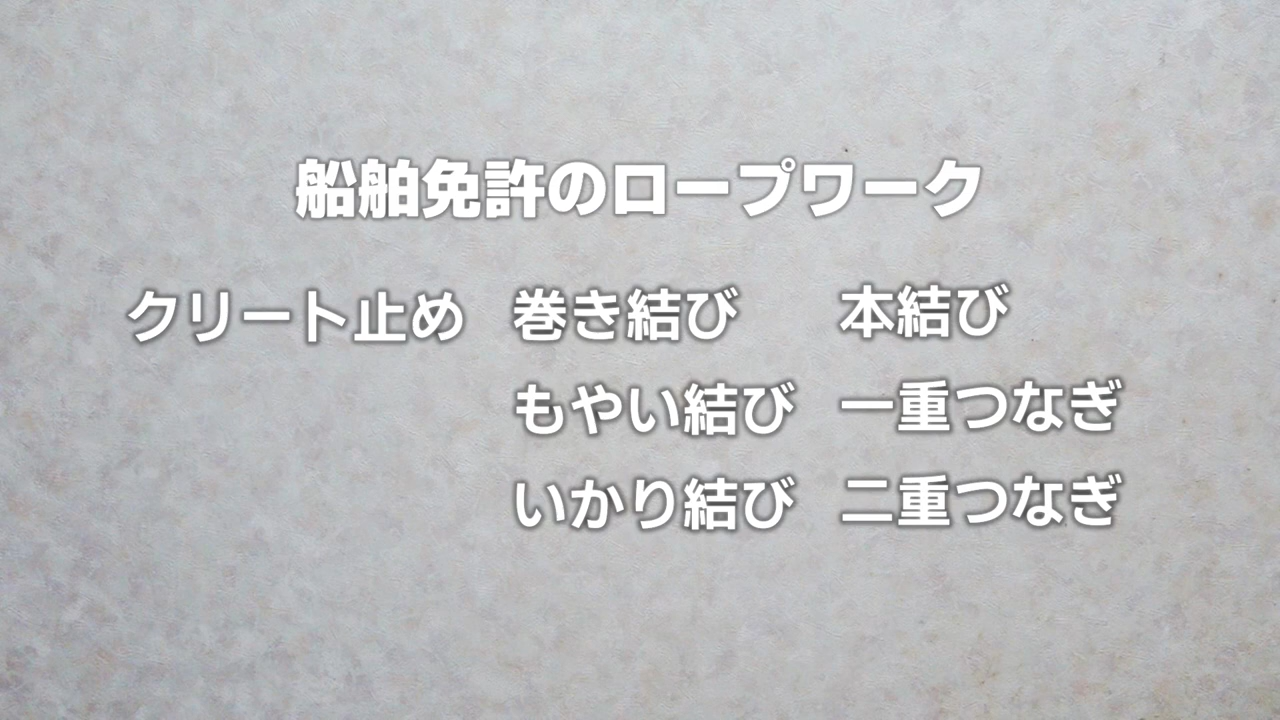 船舶免許のロープワーク
クリート止め 巻き結び 本結び
もやい結び 一重つなぎ
いかり結び 二重つなぎ